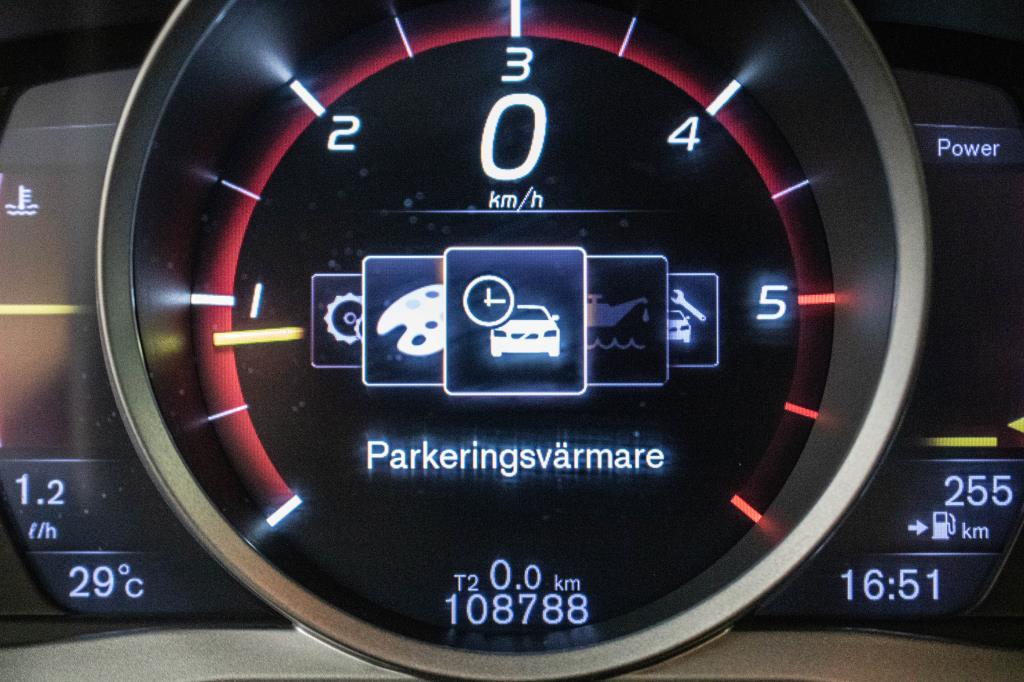 3
2
0
4
km/h
Power
1
5
Parkeringsvärmare
1.2
ℓ/h
255
km
29°c
T2 0.0 km
108788
16:51